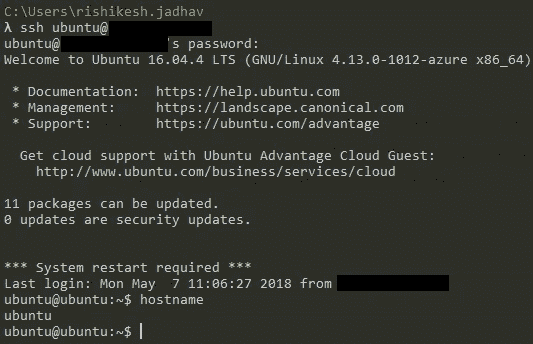 C:\Users\rishikesh.jadhav
λ ssh ubuntu@
ubuntu@ 's password:
Welcome to Ubuntu 16.04.4 LTS (GNU/Linux 4.13.0-1012-azure x86_64)
* Documentation: https://help.ubuntu.com
* Management: https://landscape.canonical.com
* Support: https://ubuntu.com/advantage
Get cloud support with Ubuntu Advantage Cloud Guest:
http://www.ubuntu.com/business/services/cloud
11 packages can be updated.
0 updates are security updates.
*** System restart required ***
Last login: Mon May 7 11:06:27 2018 from
ubuntu@ubuntu:~$ hostname
ubuntu
ubuntu@ubuntu:~$